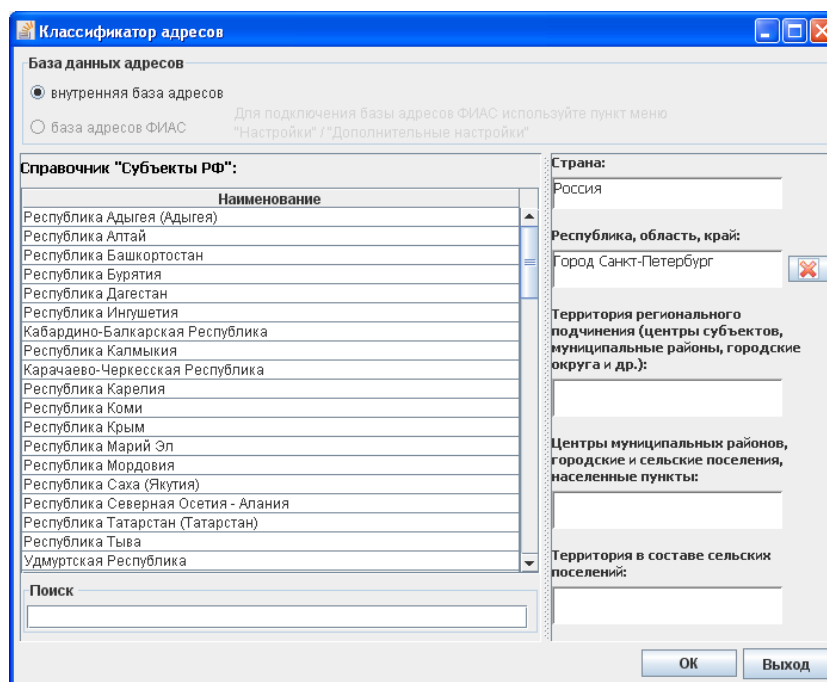 Классификатор адресов
База данных адресов
внутренняя база адресов
база адресов ФИАС
Для подключения базы адресов ФИАС используйте пункт меню
"Настройки" / "Дополнительные настройки"
Справочник "Субъекты РФ":
Наименование
Республика Адыгея (Адыгея)
Республика Алтай
Республика Башкортостан
Республика Бурятия
Республика Дагестан
Республика Ингушетия
Кабардино-Балкарская Республика
Республика Калмыкия
Карачаево-Черкесская Республика
Республика Карелия
Республика Коми
Республика Крым
Республика Марий Эл
Республика Мордовия
Республика Саха (Якутия)
Республика Северная Осетия - Алания
Республика Татарстан (Татарстан)
Республика Тыва
Удмуртская Республика
Поиск
Страна:
Россия
Республика, область, край:
Город Санкт-Петербург
Территория регионального
подчинения (центры субъектов,
муниципальные районы, городские
округа и др.):
Центры муниципальных районов,
городские и сельские поселения,
населенные пункты:
Территория в составе сельских
поселений:
ОК
Выход